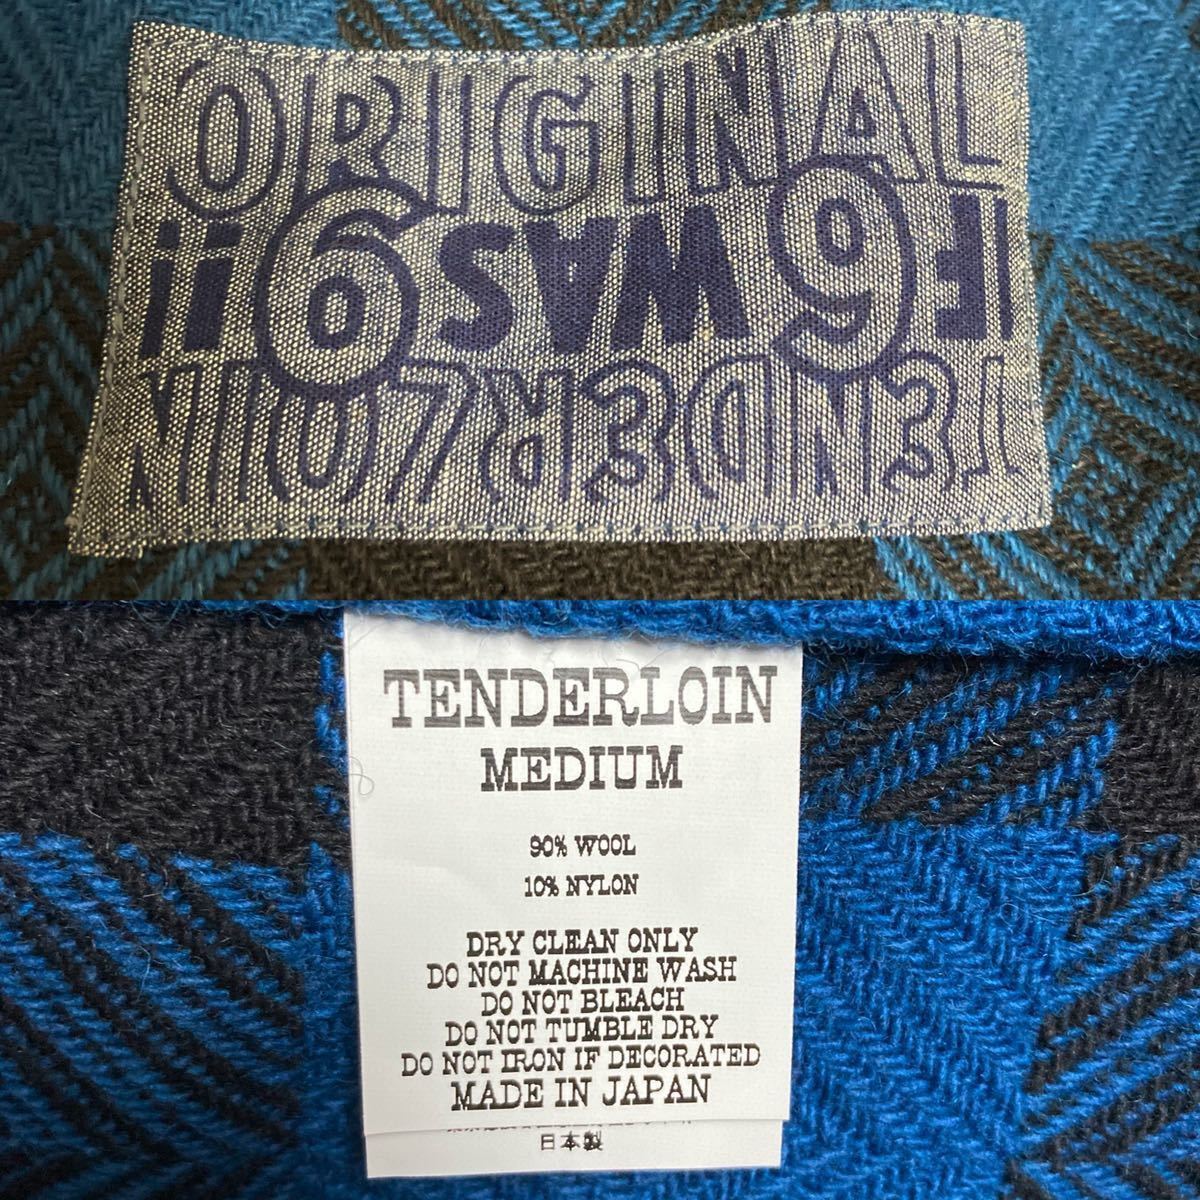 ORIGINAL
IF 6 WAS 9 !!
TENDERLOIN
TENDERLOIN
MEDIUM
90% WOOL
10% NYLON
DRY CLEAN ONLY
DO NOT MACHINE WASH
DO NOT BLEACH
DO NOT TUMBLE DRY
DO NOT IRON IF DECORATED
MADE IN JAPAN
日本製